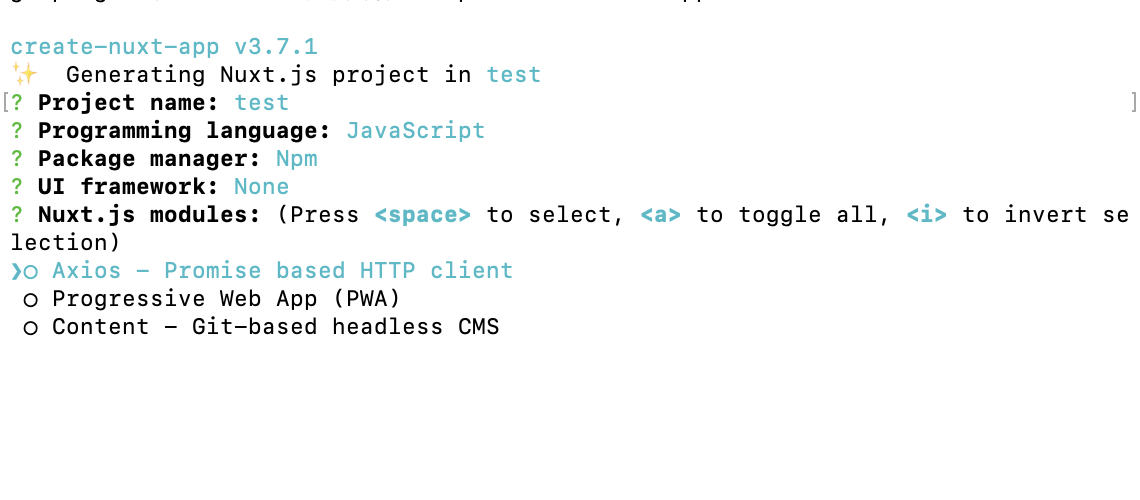 create-nuxt-app v3.7.1
✨  Generating Nuxt.js project in test
[? Project name: test ]
? Programming language: JavaScript
? Package manager: Npm
? UI framework: None
? Nuxt.js modules: (Press <space> to select, <a> to toggle all, <i> to invert se
lection)
❯◯ Axios - Promise based HTTP client
◯ Progressive Web App (PWA)
◯ Content - Git-based headless CMS